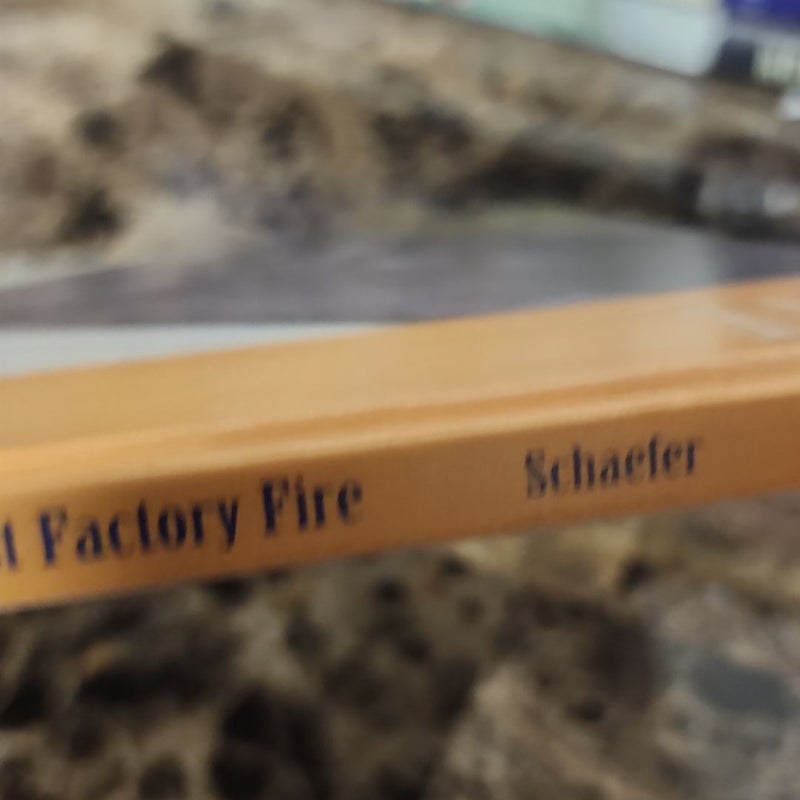 t Factory Fire Schaefer